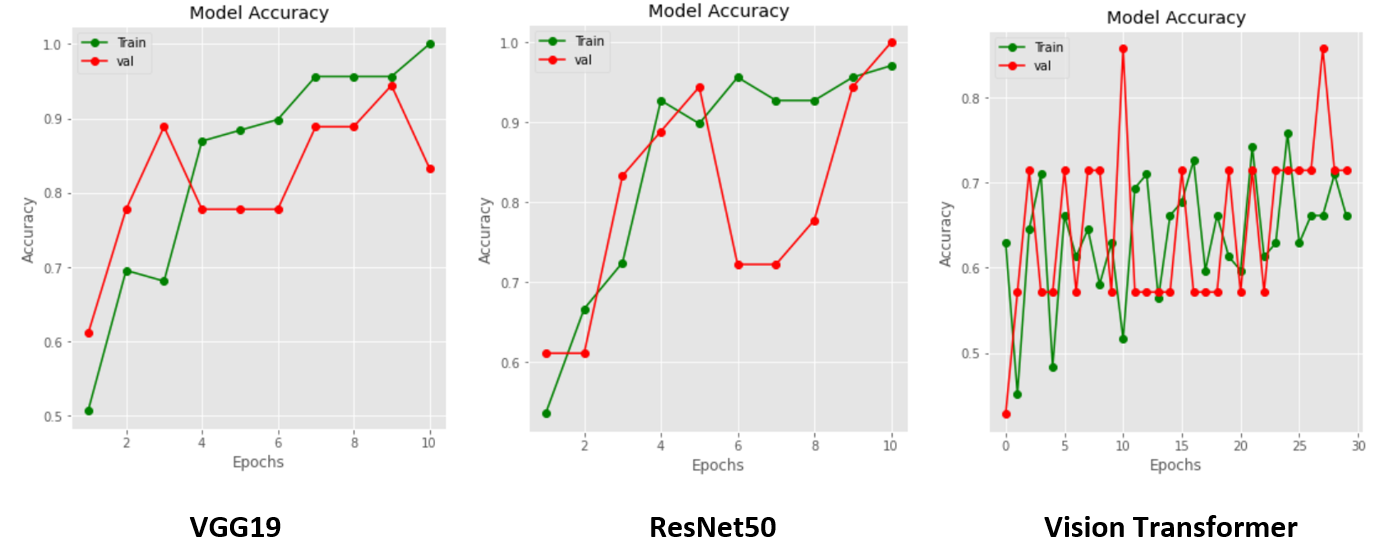 Model Accuracy
Train
val
Accuracy
1.0
0.9
0.8
0.7
0.6
0.5
2 4 6 8 10
Epochs
VGG19
Model Accuracy
Train
val
Accuracy
1.0
0.9
0.8
0.7
0.6
2 4 6 8 10
Epochs
ResNet50
Model Accuracy
Train
val
Accuracy
0.8
0.7
0.6
0.5
0 5 10 15 20 25 30
Epochs
Vision Transformer